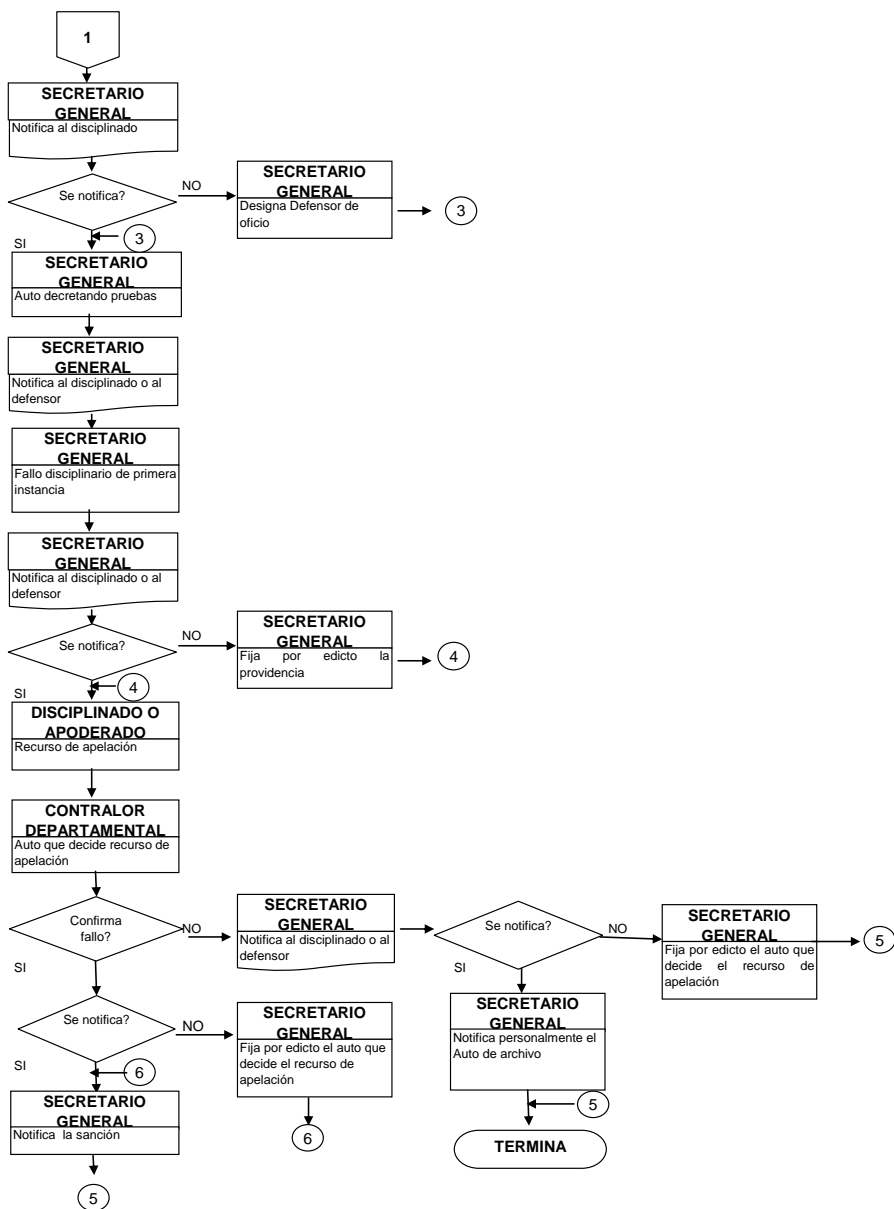 1
SECRETARIO
GENERAL
Notifica al disciplinado
Se notifica?
NO
SECRETARIO
GENERAL
Designa Defensor de
oficio
3
3
SI
SECRETARIO
GENERAL
Auto decretando pruebas
SECRETARIO
GENERAL
Notifica al disciplinado o al
defensor
SECRETARIO
GENERAL
Fallo disciplinario de primera
instancia
SECRETARIO
GENERAL
Notifica al disciplinado o al
defensor
Se notifica?
NO
SECRETARIO
GENERAL
Fija por edicto la
providencia
4
4
SI
DISCIPLINADO O
APODERADO
Recurso de apelación
CONTRALOR
DEPARTAMENTAL
Auto que decide recurso de
apelación
Confirma
fallo?
NO
SECRETARIO
GENERAL
Notifica al disciplinado o al
defensor
Se notifica?
NO
SECRETARIO
GENERAL
Fija por edicto el auto que
decide el recurso de
apelación
5
SI
SI
SECRETARIO
GENERAL
Notifica personalmente el
Auto de archivo
5
TERMINA
Se notifica?
NO
SECRETARIO
GENERAL
Fija por edicto el auto que
decide el recurso de
apelación
6
SI
6
SECRETARIO
GENERAL
Notifica la sanción
5